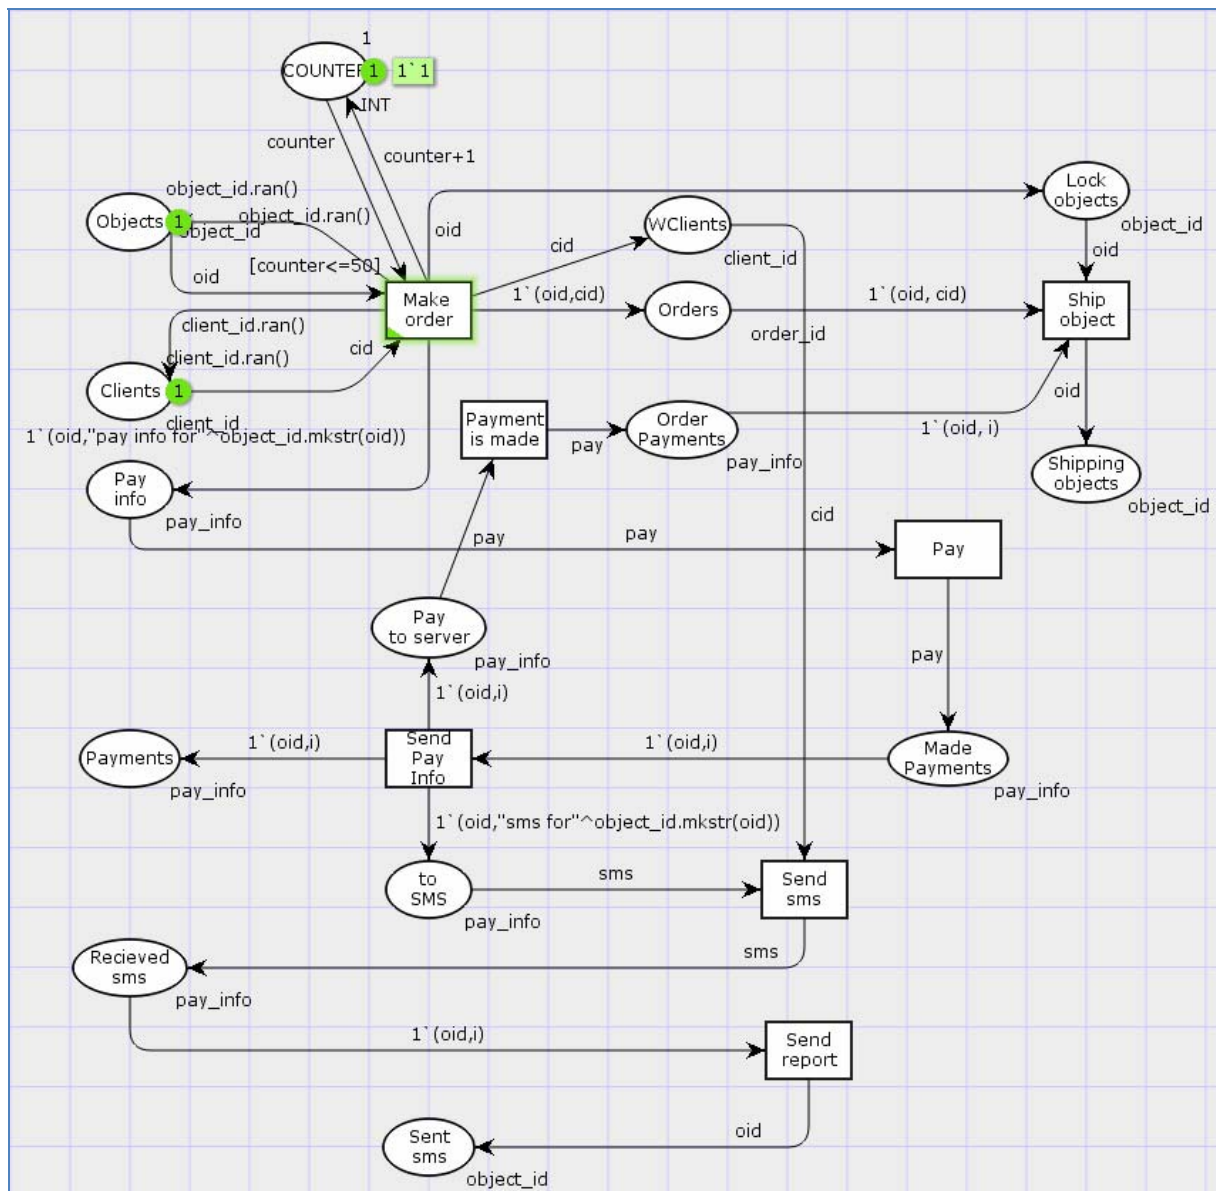 1
COUNTER
1
1`1
INT
counter
counter+1
object_id.ran()
Objects
1
object_id.ran()
object_id
oid
[counter<=50]
oid
cid
WClients
client_id
Lock
objects
object_id
oid
Make
order
1`(oid,cid)
Orders
order_id
1`(oid, cid)
Ship
object
client_id.ran()
client_id.ran()
cid
Clients
1
client_id
1`(oid,"pay info for"^object_id.mkstr(oid))
Payment
is made
pay
Order
Payments
pay_info
1`(oid, i)
oid
Shipping
objects
object_id
Pay
info
pay_info
cid
pay
pay
Pay
Pay
to server
pay_info
pay
1`(oid,i)
Payments
pay_info
1`(oid,i)
Send
Pay
Info
1`(oid,i)
Made
Payments
pay_info
1`(oid,"sms for"^object_id.mkstr(oid))
to
SMS
pay_info
sms
Send
sms
Recieved
sms
pay_info
sms
1`(oid,i)
Send
report
Sent
sms
object_id
oid